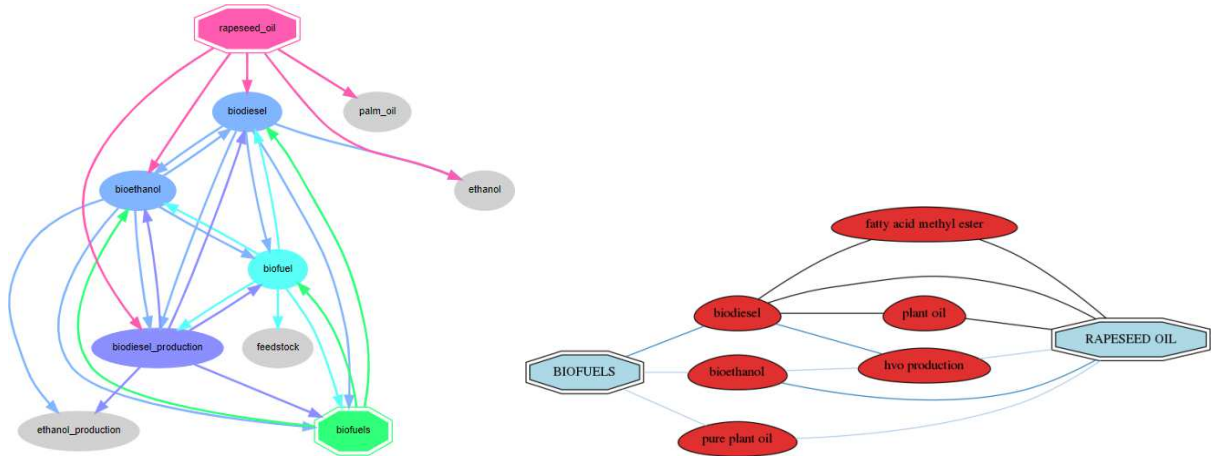 rapeseed_oil
biodiesel
palm_oil
bioethanol
ethanol
biofuel
biodiesel_production
feedstock
ethanol_production
biofuels
fatty acid methyl ester
biodiesel
plant oil
RAPESEED OIL
BIOFUELS
bioethanol
hvo production
pure plant oil